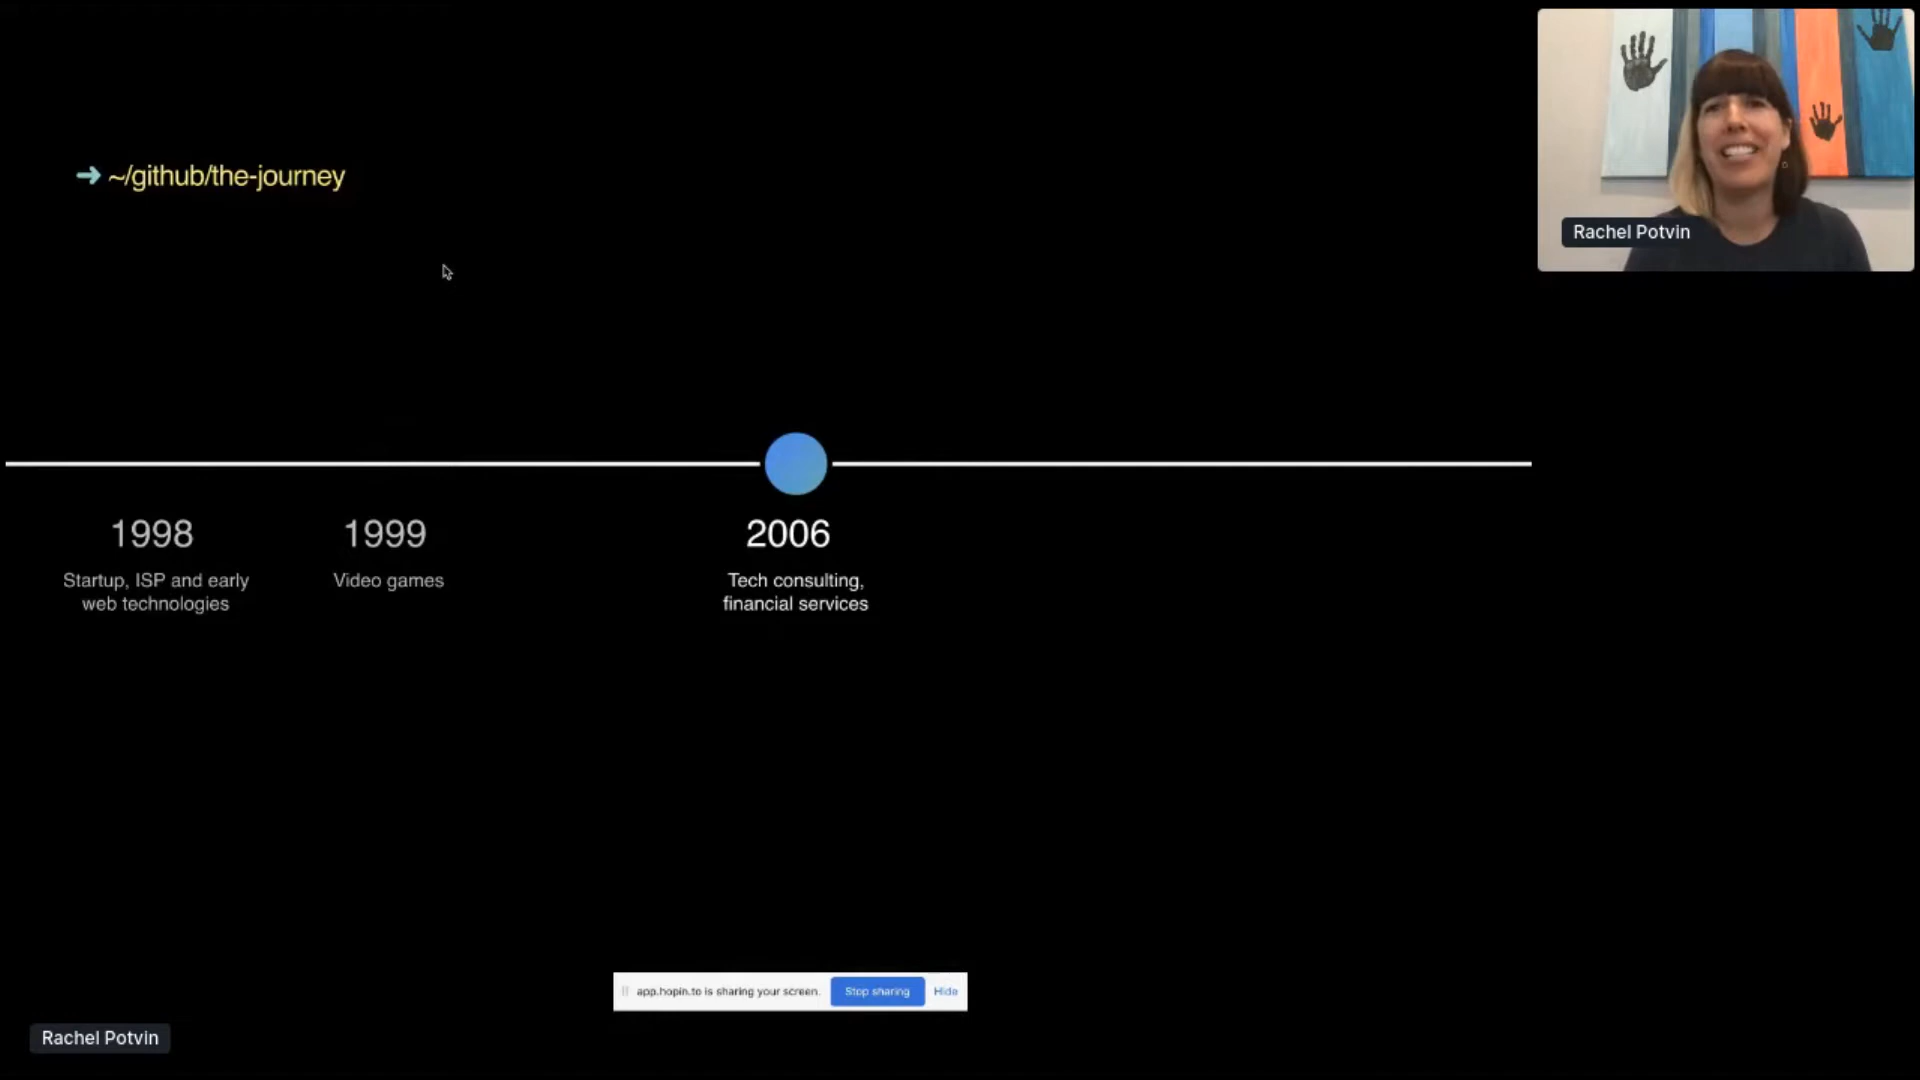 ➜ ~/github/the-journey
Rachel Potvin
1998
Startup, ISP and early
web technologies
1999
Video games
2006
Tech consulting,
financial services
app.hopin.to is sharing your screen. Stop sharing Hide
Rachel Potvin